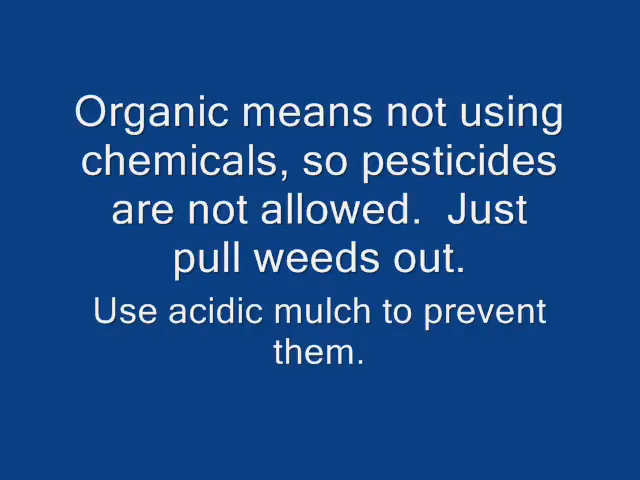 Organic means not using
chemicals, so pesticides
are not allowed.  Just
pull weeds out.
Use acidic mulch to prevent
them.